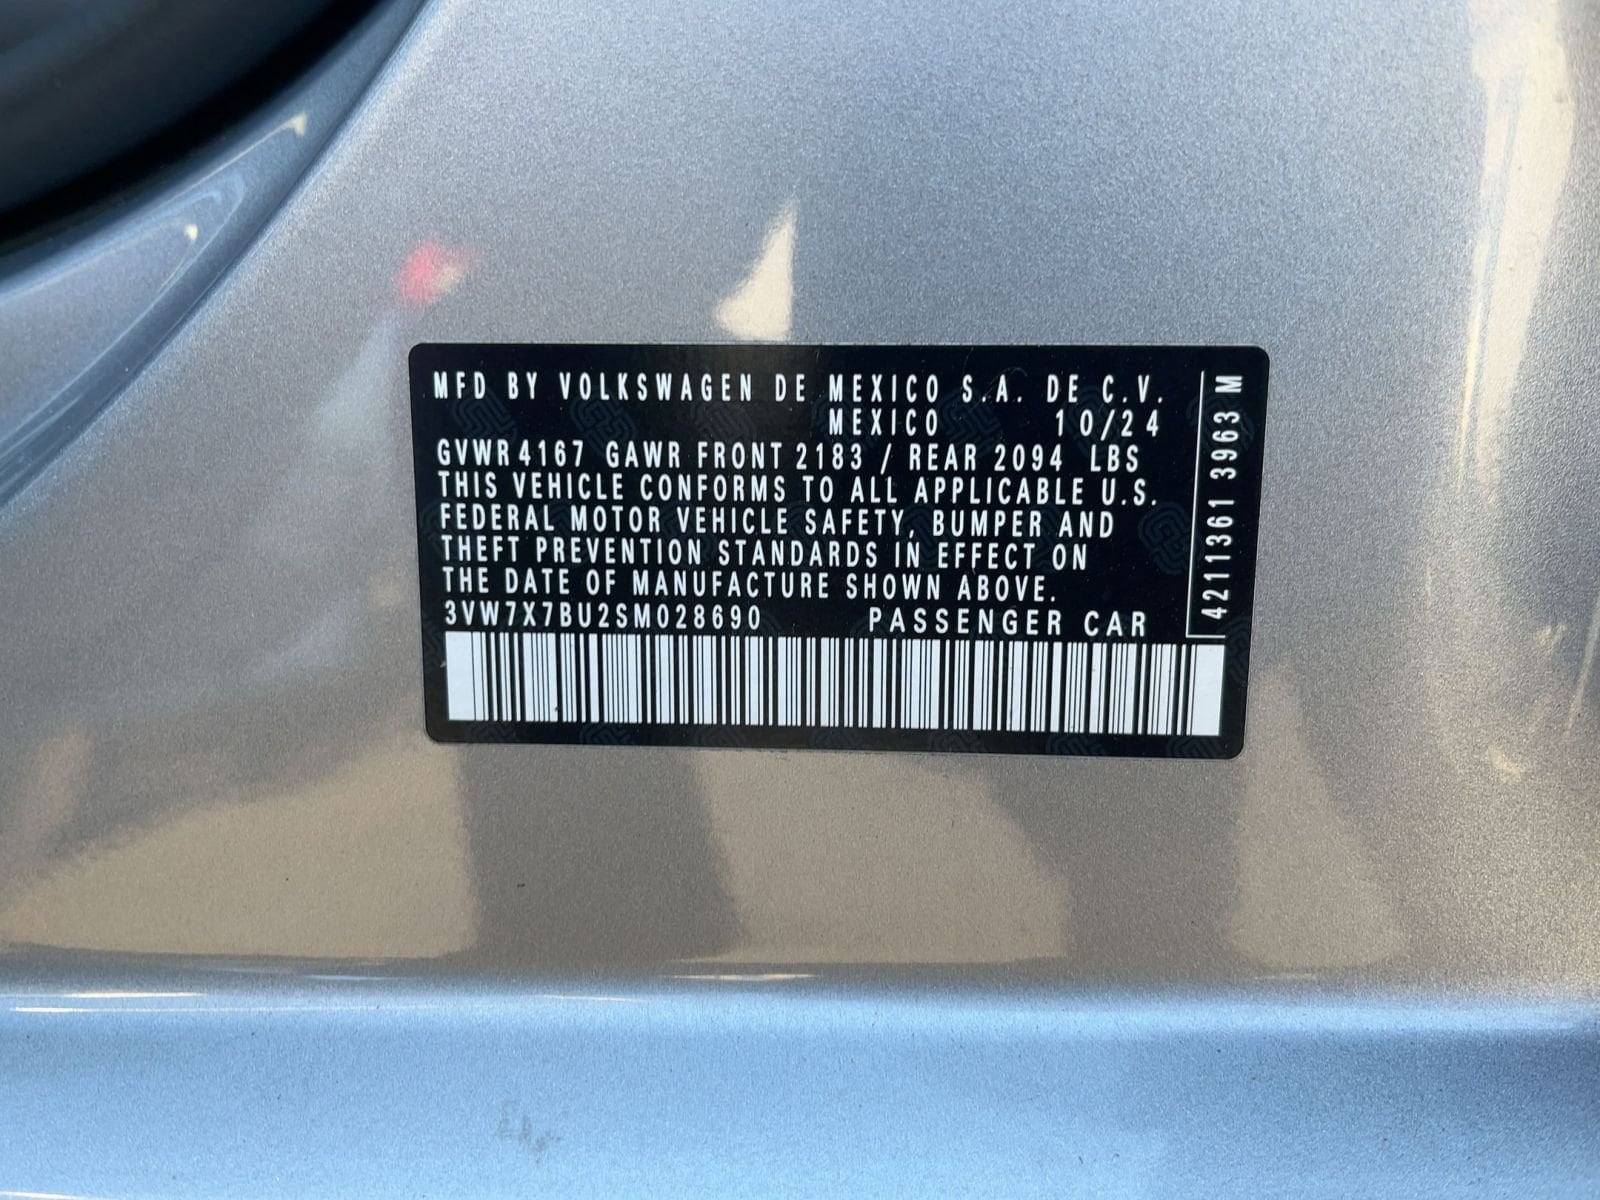 MFD BY VOLKSWAGEN DE MEXICO S.A. DE C.V.
MEXICO 10/24
GVWR 4167 GAWR FRONT 2183 / REAR 2094 LBS
THIS VEHICLE CONFORMS TO ALL APPLICABLE U.S.
FEDERAL MOTOR VEHICLE SAFETY, BUMPER AND
THEFT PREVENTION STANDARDS IN EFFECT ON
THE DATE OF MANUFACTURE SHOWN ABOVE.
3VW7X7BU2SM028690 PASSENGER CAR
4211361 3963 M